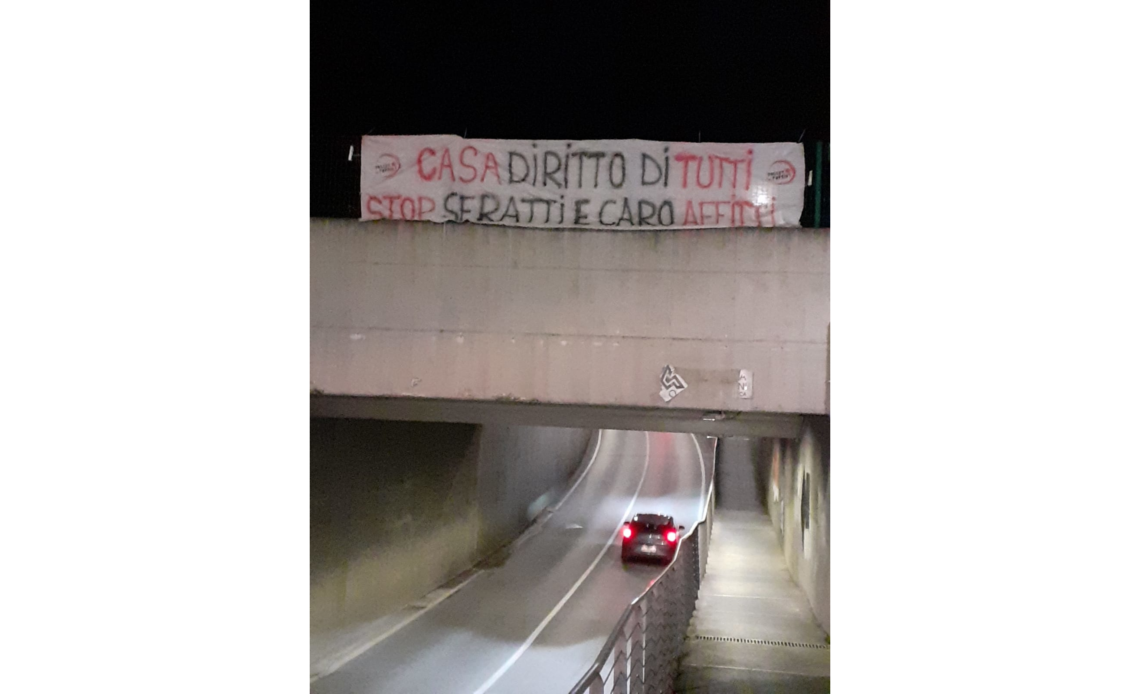 CASA DIRITTO DI TUTTI
STOP SFRATTI E CARO AFFITTI